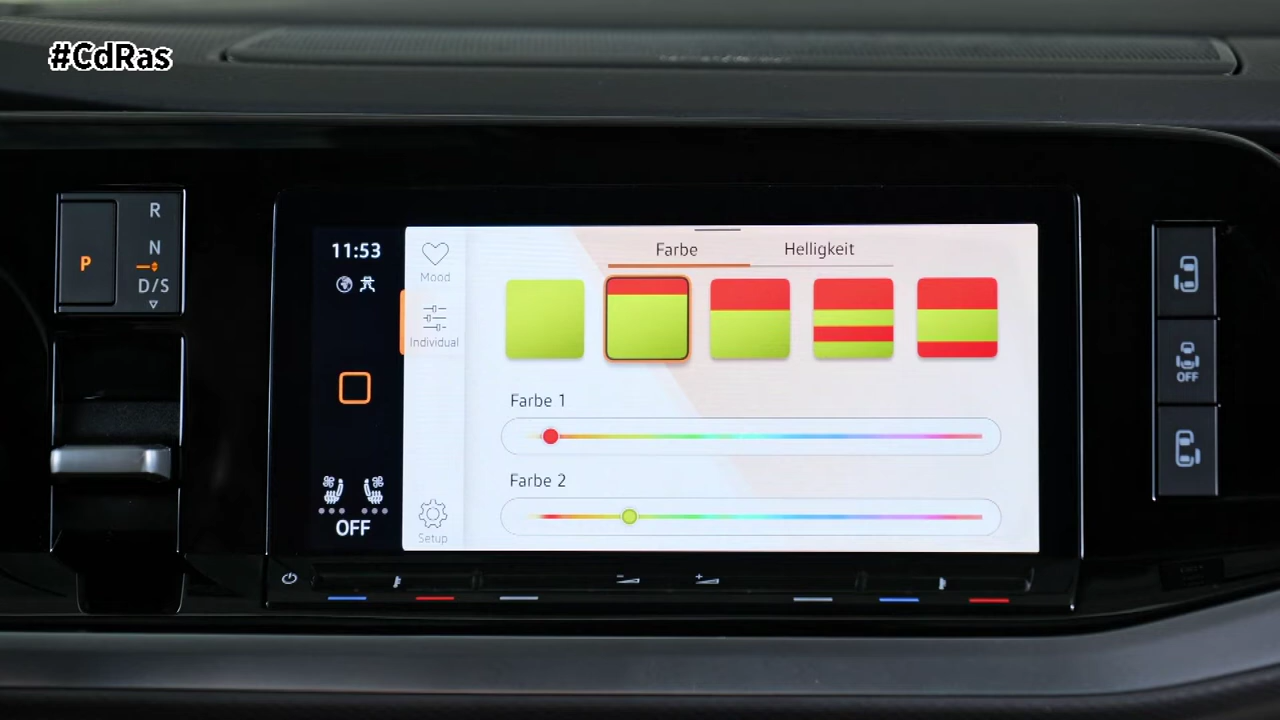 #CdRas
R
N
P
D/S
11:53
Mood
Individual
Setup
OFF
Farbe
Helligkeit
Farbe 1
Farbe 2
OFF